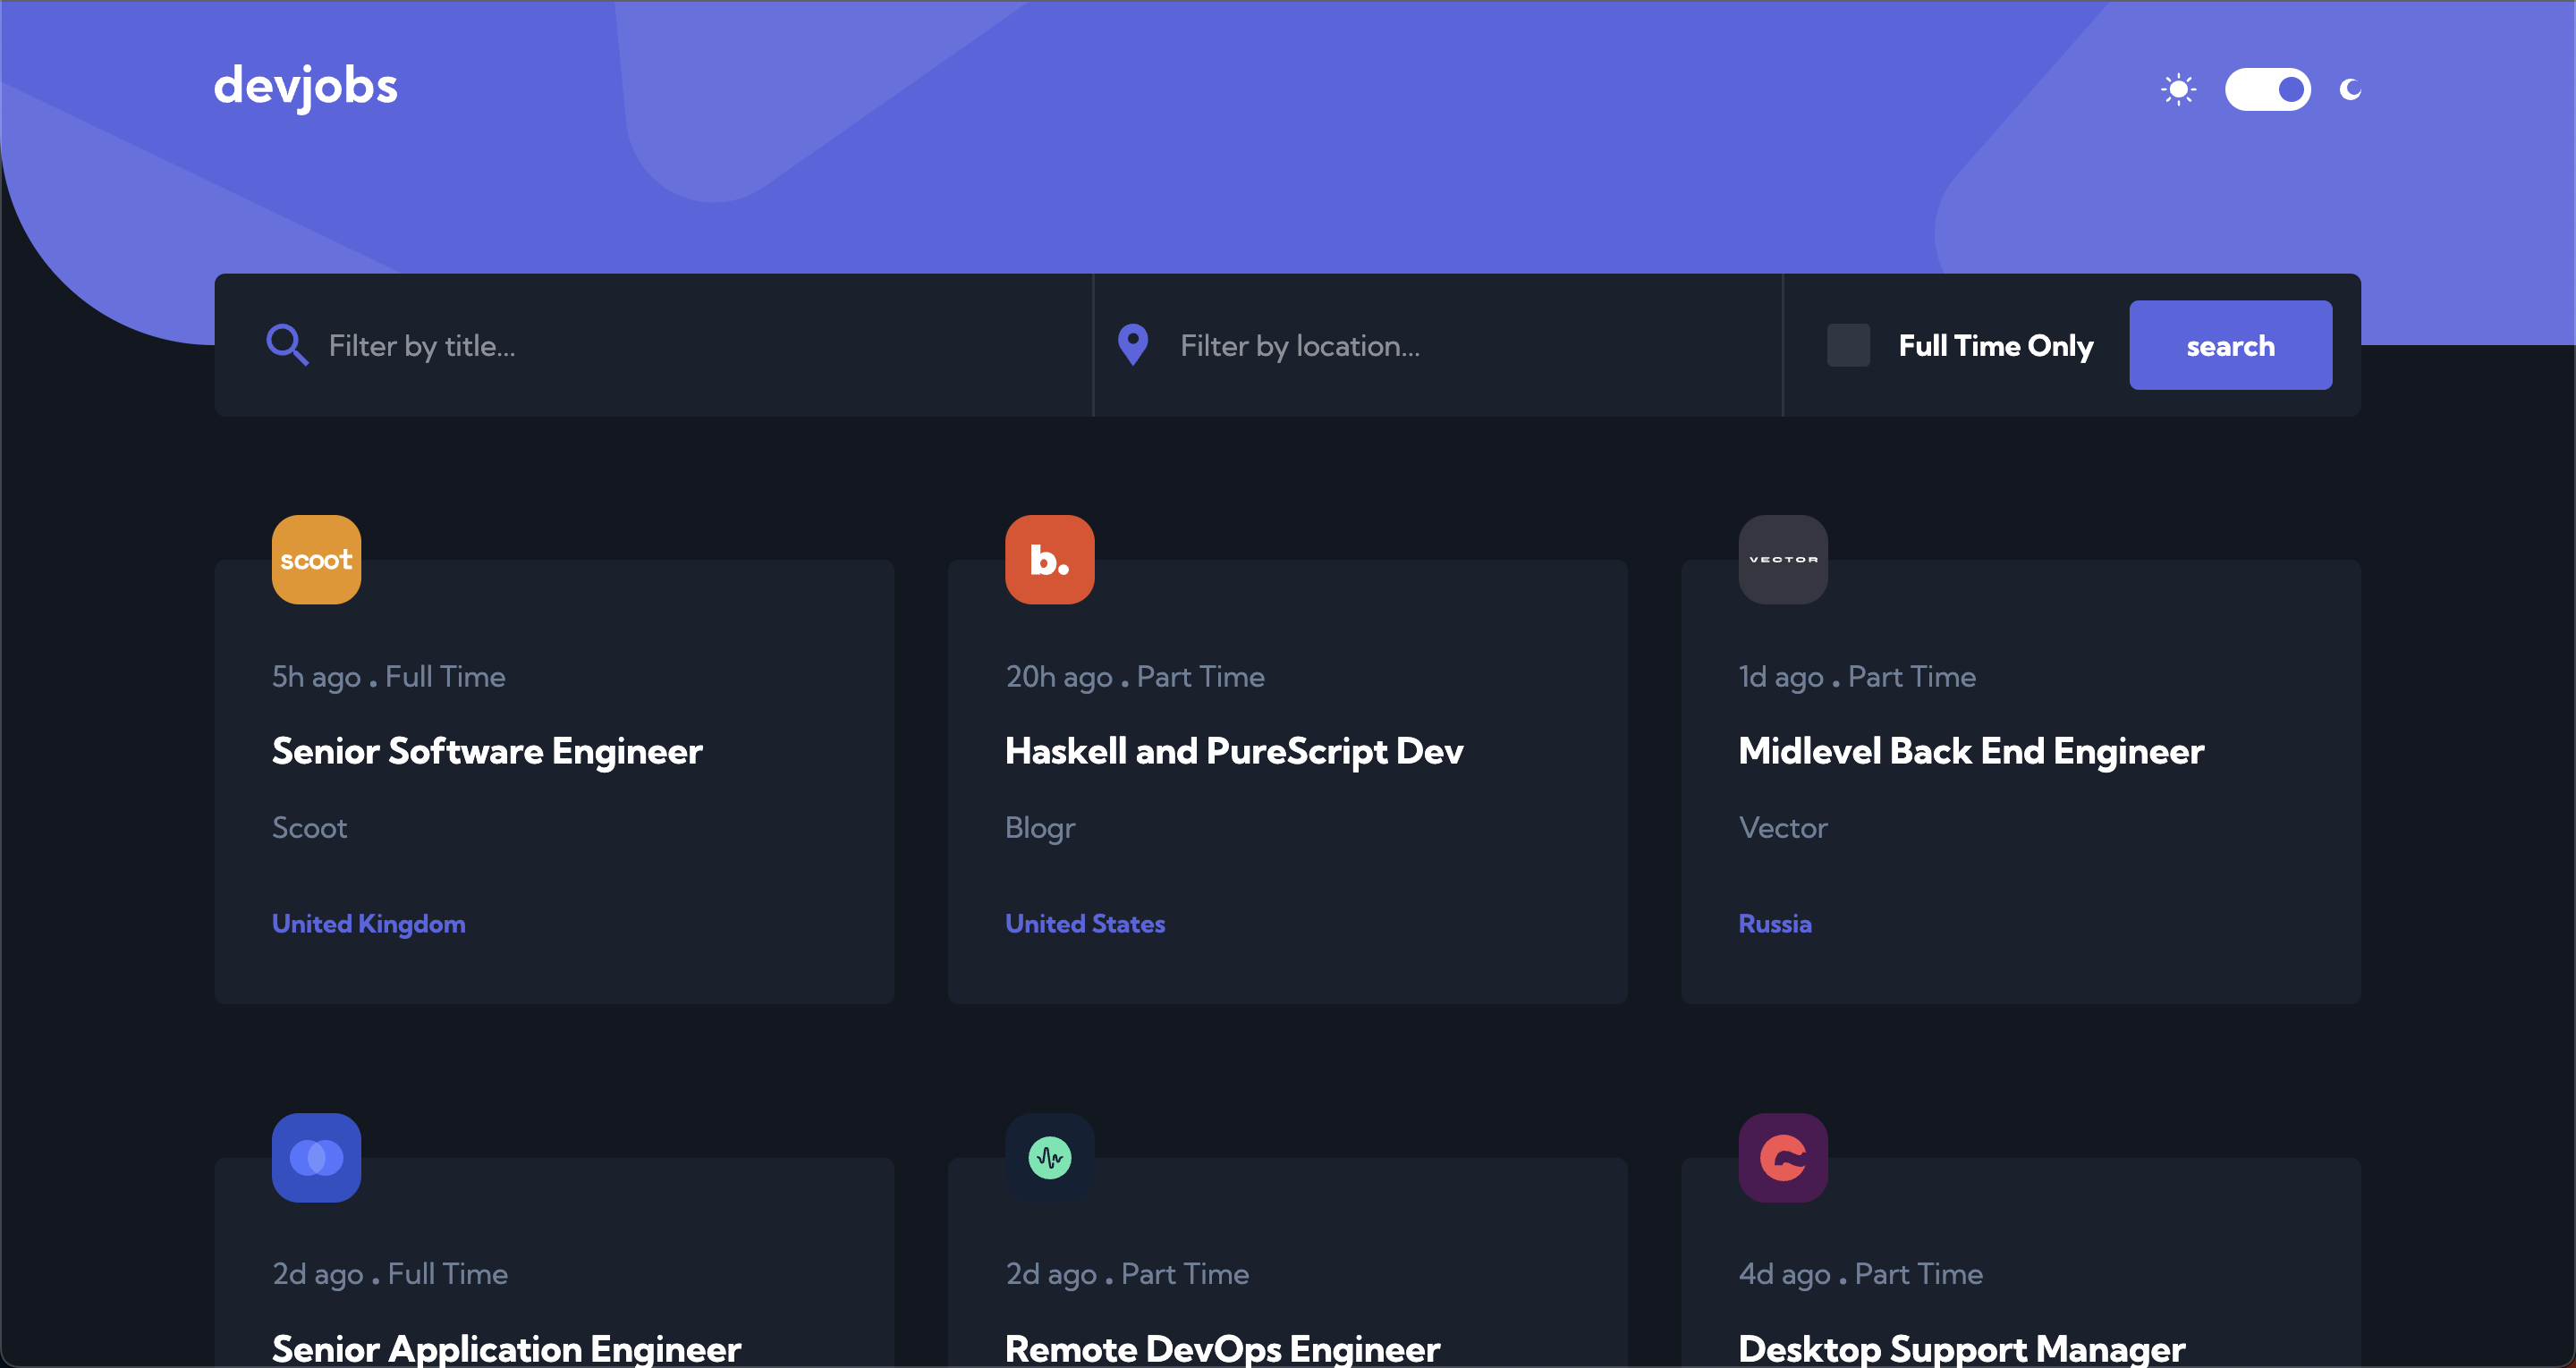 devjobs
Filter by title...
Filter by location...
Full Time Only
search
scoot
5h ago . Full Time
Senior Software Engineer
Scoot
United Kingdom
b.
20h ago . Part Time
Haskell and PureScript Dev
Blogr
United States
VECTOR
1d ago . Part Time
Midlevel Back End Engineer
Vector
Russia
2d ago . Full Time
Senior Application Engineer
2d ago . Part Time
Remote DevOps Engineer
4d ago . Part Time
Desktop Support Manager